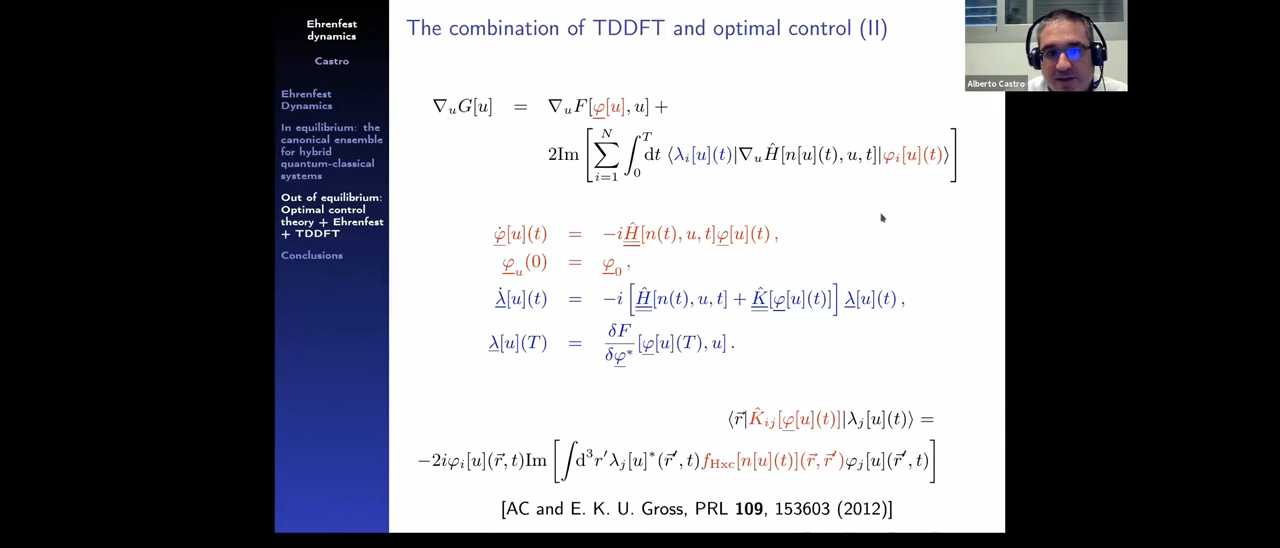 Ehrenfest
dynamics
Castro
Ehrenfest
Dynamics
In equilibrium: the
canonical ensemble
for hybrid
quantum-classical
systems
Out of equilibrium:
Optimal control
theory + Ehrenfest
+ TDDFT
Conclusions
The combination of TDDFT and optimal control (II)
Alberto Castro
∇_u G[u] = ∇_u F[φ[u], u] +
2Im [ ∑_{i=1}^{N} ∫_0^T dt ⟨λ_i[u](t)|∇_u Ĥ[n[u](t), u, t]|φ_i[u](t)⟩ ]
φ̇[u](t) = −iĤ[n(t), u, t]φ[u](t) ,
φ_u(0) = φ_0 ,
λ̇[u](t) = −i [ Ĥ[n(t), u, t] + K̂[φ[u](t)] ] λ[u](t) ,
λ[u](T) = δF/δφ* [φ[u](T), u] .
⟨r⃗|K̂_ij[φ[u](t)]|λ_j[u](t)⟩ =
−2iφ_i[u](r⃗, t)Im [ ∫ d³r′ λ_j[u]*(r⃗′, t) f_Hxc[n[u](t)](r⃗, r⃗′) φ_j[u](r⃗′, t) ]
[AC and E. K. U. Gross, PRL 109, 153603 (2012)]